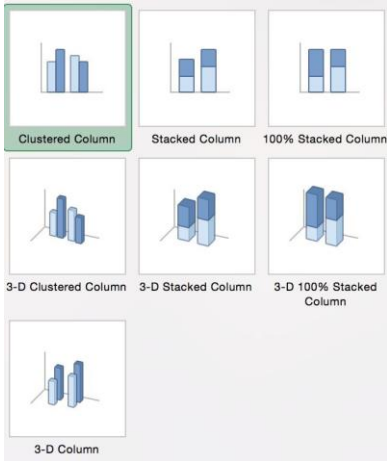 Clustered Column
Stacked Column
100% Stacked Column
3-D Clustered Column
3-D Stacked Column
3-D 100% Stacked
Column
3-D Column